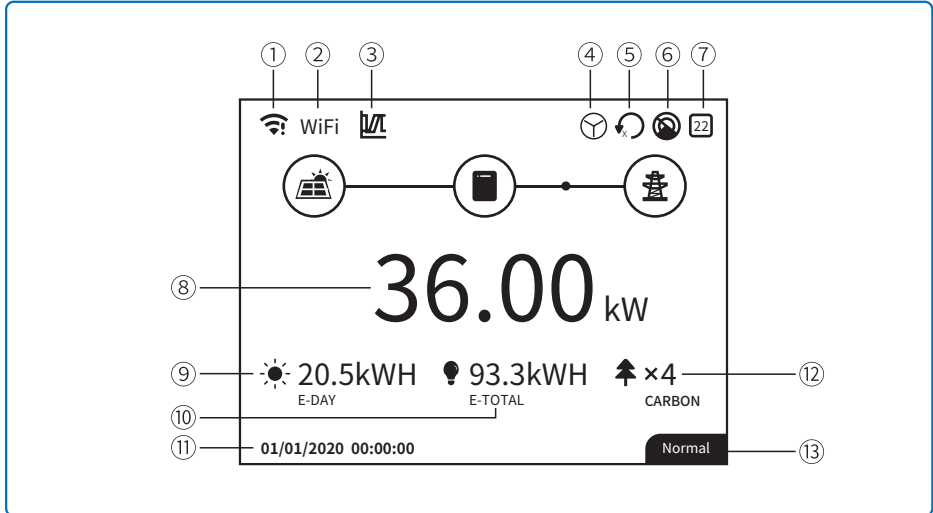 ① ② ③ ④ ⑤ ⑥ ⑦
WiFi
x
22
⑧ 36.00 kW
⑨ 20.5kWH 93.3kWH ×4 ⑫
E-DAY E-TOTAL CARBON
⑩
⑪ 01/01/2020 00:00:00 Normal ⑬